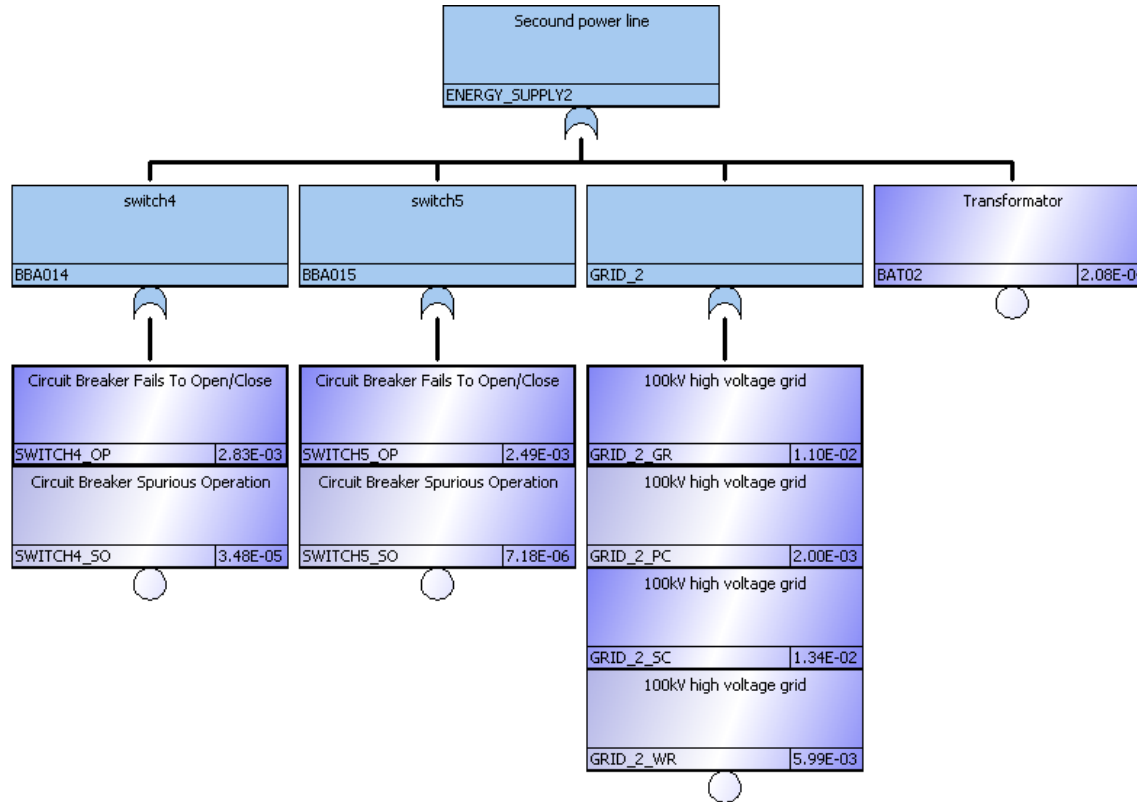 Secound power line
ENERGY_SUPPLY2
switch4
BBA014
switch5
BBA015
GRID_2
Transformator
BAT02
Circuit Breaker Fails To Open/Close
SWITCH4_OP 2.83E-03
Circuit Breaker Spurious Operation
SWITCH4_SO 3.48E-05
Circuit Breaker Fails To Open/Close
SWITCH5_OP 2.49E-03
Circuit Breaker Spurious Operation
SWITCH5_SO 7.18E-06
100kV high voltage grid
GRID_2_GR 1.10E-02
100kV high voltage grid
GRID_2_PC 2.00E-03
100kV high voltage grid
GRID_2_SC 1.34E-02
100kV high voltage grid
GRID_2_WR 5.99E-03